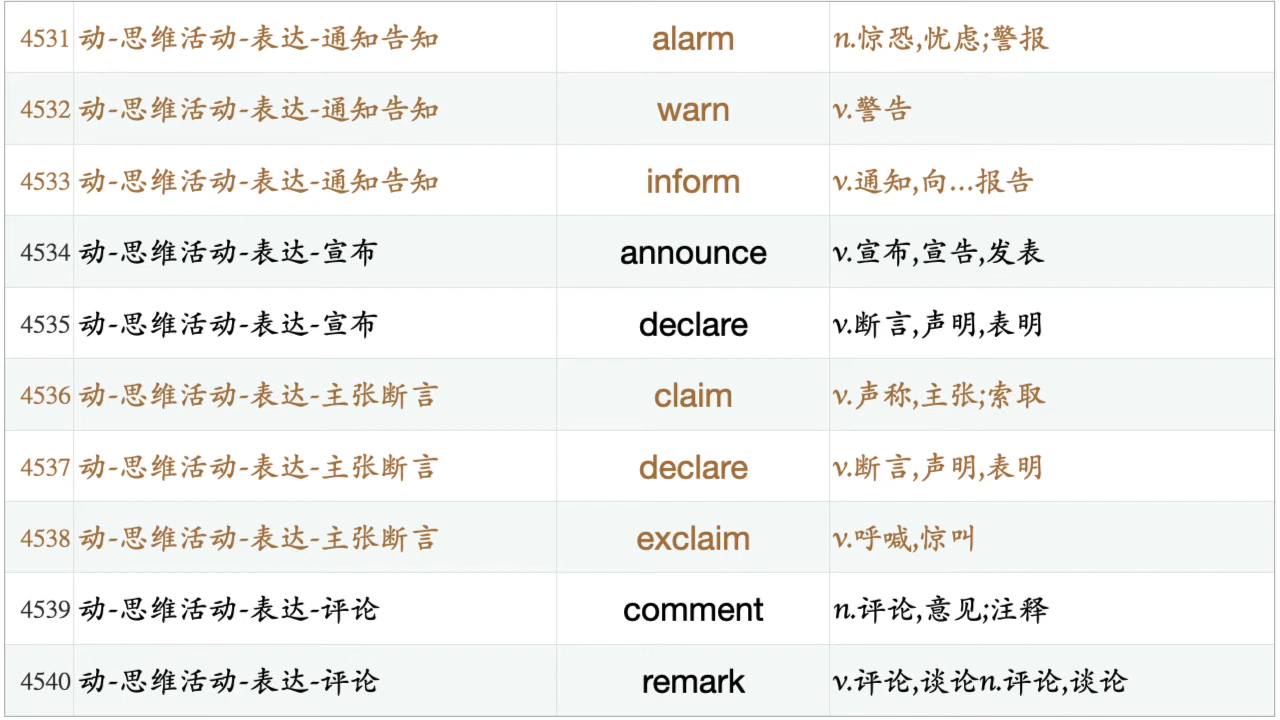 4531 动-思维活动-表达-通知告知 alarm n.惊恐,忧虑;警报
4532 动-思维活动-表达-通知告知 warn v.警告
4533 动-思维活动-表达-通知告知 inform v.通知,向...报告
4534 动-思维活动-表达-宣布 announce v.宣布,宣告,发表
4535 动-思维活动-表达-宣布 declare v.断言,声明,表明
4536 动-思维活动-表达-主张断言 claim v.声称,主张;索取
4537 动-思维活动-表达-主张断言 declare v.断言,声明,表明
4538 动-思维活动-表达-主张断言 exclaim v.呼喊,惊叫
4539 动-思维活动-表达-评论 comment n.评论,意见;注释
4540 动-思维活动-表达-评论 remark v.评论,谈论n.评论,谈论